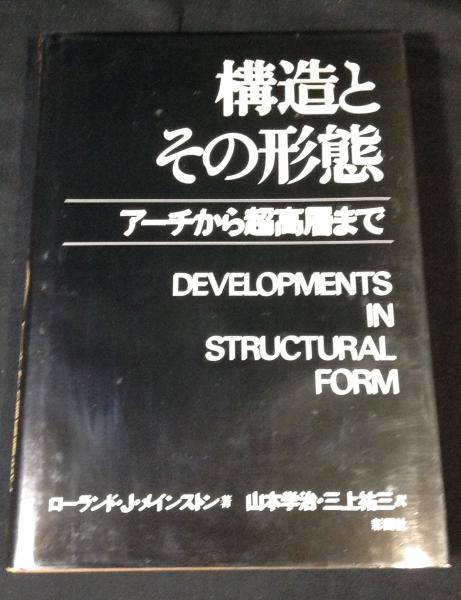 構造と
その形態
アーチから超高層まで
DEVELOPMENTS
IN
STRUCTURAL
FORM
ローランド・J・メインストン著 山本学治・三上祐三訳
彰国社